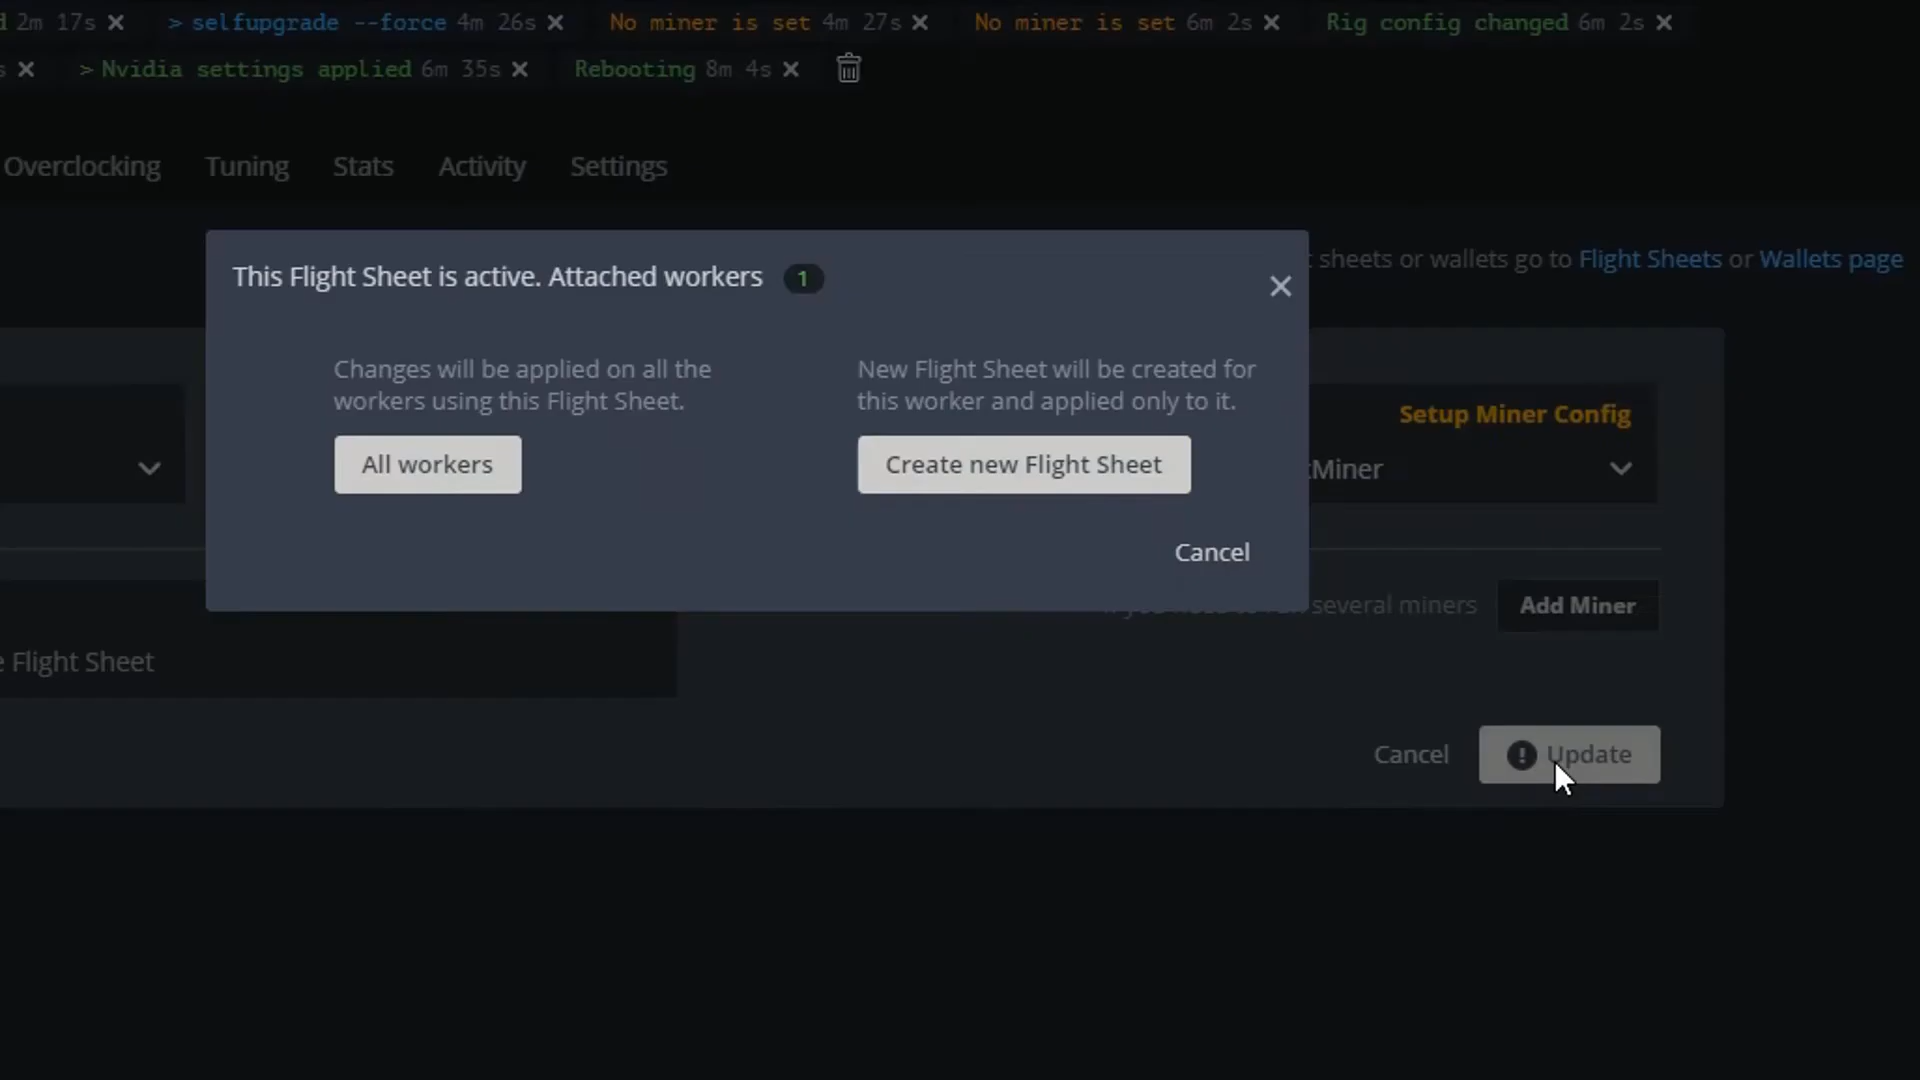 2m 17s > selfupgrade --force 4m 26s No miner is set 4m 27s No miner is set 6m 2s Rig config changed 6m 2s
s > Nvidia settings applied 6m 35s Rebooting 8m 4s
Overclocking Tuning Stats Activity Settings
This Flight Sheet is active. Attached workers 1
sheets or wallets go to Flight Sheets or Wallets page
Changes will be applied on all the
workers using this Flight Sheet.
All workers
New Flight Sheet will be created for
this worker and applied only to it.
Create new Flight Sheet
Cancel
Setup Miner Config
Miner
several miners Add Miner
Flight Sheet
Cancel Update